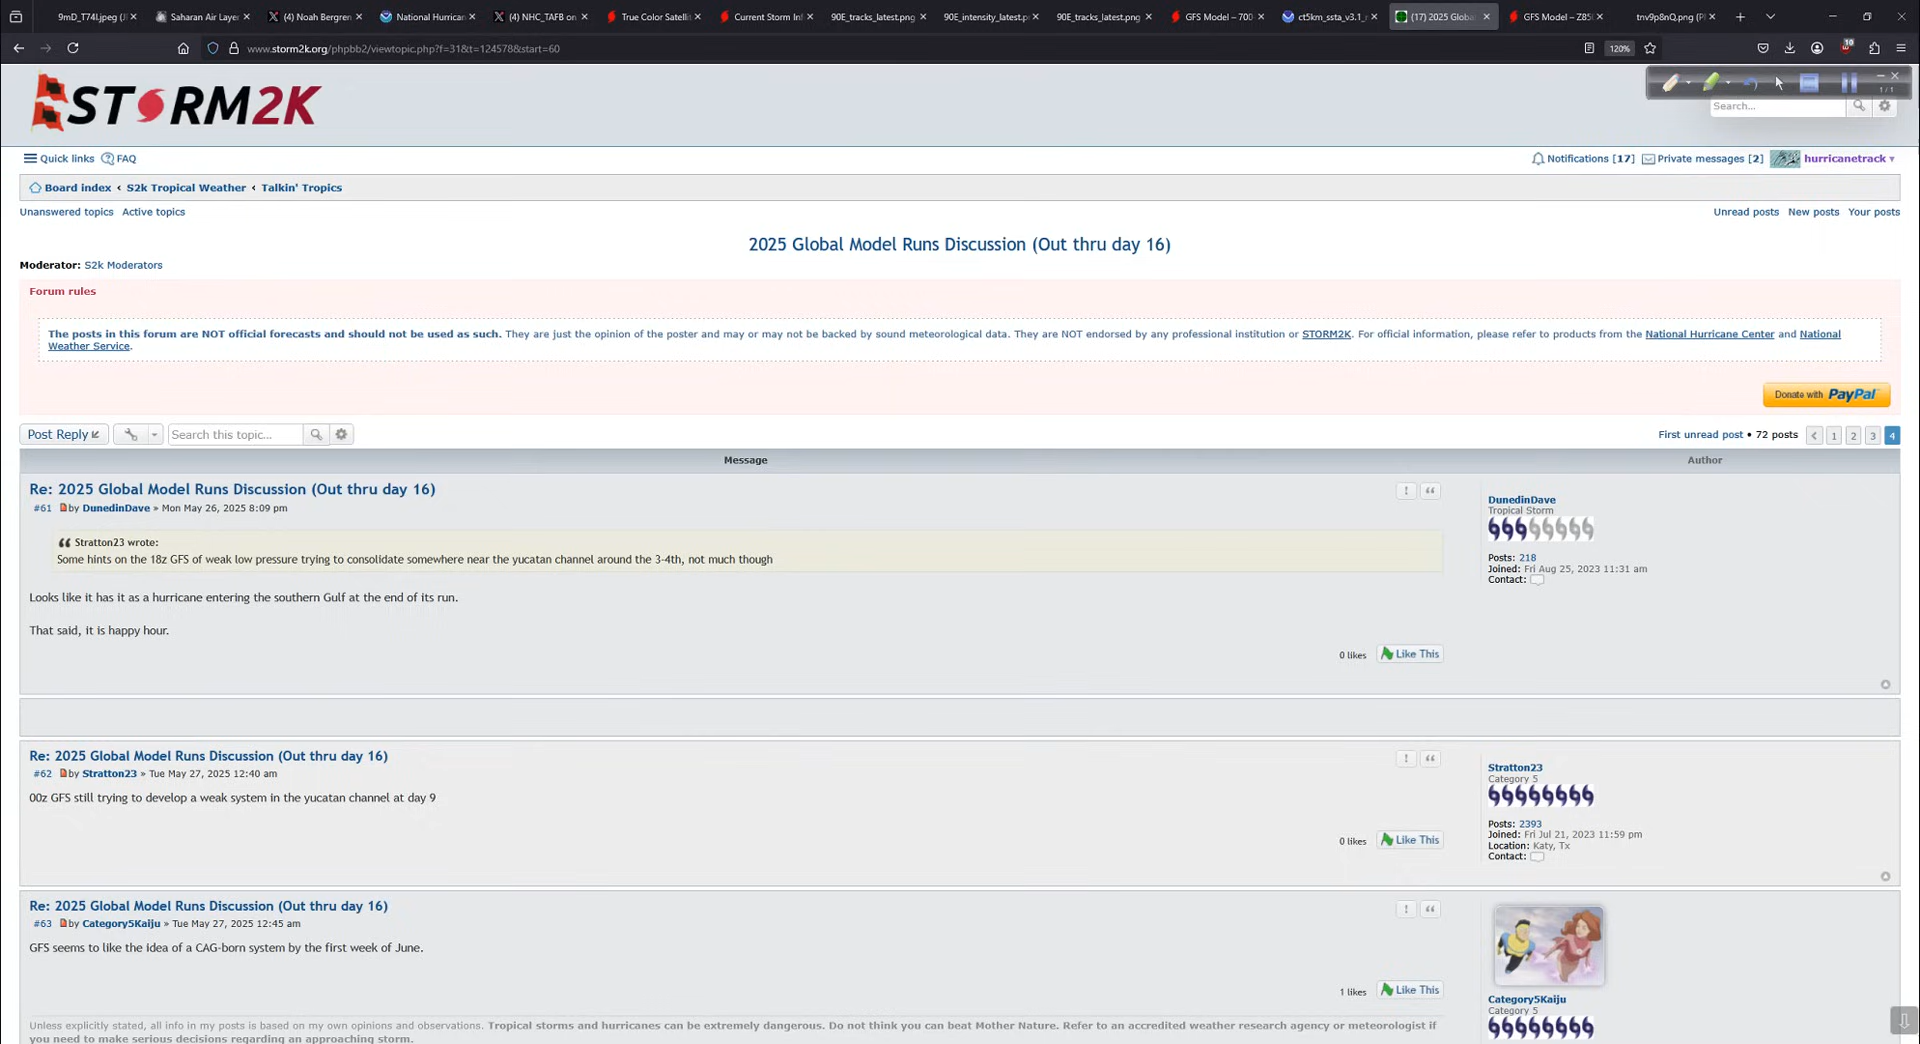 9mD_T74J.jpeg (J
Saharan Air Layer
(4) Noah Bergren
National Hurrican
(4) NHC_TAFB on
True Color Satelli
Current Storm Inf
90E_tracks_latest.png
90E_intensity_latest.p
90E_tracks_latest.png
GFS Model – 700
ct5km_ssta_v3.1_
(17) 2025 Globa
GFS Model – Z85
tnv9p8nQ.png (P
www.storm2k.org/phpbb2/viewtopic.php?f=31&t=124578&start=60
120%
10
STORM2K
1/1
Search...
Quick links FAQ
Notifications [17] Private messages [2] hurricanetrack
Board index ‹ S2k Tropical Weather ‹ Talkin' Tropics
Unanswered topics Active topics
Unread posts New posts Your posts
2025 Global Model Runs Discussion (Out thru day 16)
Moderator: S2k Moderators
Forum rules
The posts in this forum are NOT official forecasts and should not be used as such. They are just the opinion of the poster and may or may not be backed by sound meteorological data. They are NOT endorsed by any professional institution or STORM2K. For official information, please refer to products from the National Hurricane Center and National
Weather Service.
Donate with PayPal
Post Reply
Search this topic...
First unread post • 72 posts 1 2 3 4
Message
Author
Re: 2025 Global Model Runs Discussion (Out thru day 16)
#61 by DunedinDave » Mon May 26, 2025 8:09 pm
Stratton23 wrote:
Some hints on the 18z GFS of weak low pressure trying to consolidate somewhere near the yucatan channel around the 3-4th, not much though
Looks like it has it as a hurricane entering the southern Gulf at the end of its run.
That said, it is happy hour.
0 likes Like This
DunedinDave
Tropical Storm
Posts: 218
Joined: Fri Aug 25, 2023 11:31 am
Contact:
Re: 2025 Global Model Runs Discussion (Out thru day 16)
#62 by Stratton23 » Tue May 27, 2025 12:40 am
00z GFS still trying to develop a weak system in the yucatan channel at day 9
0 likes Like This
Stratton23
Category 5
Posts: 2393
Joined: Fri Jul 21, 2023 11:59 pm
Location: Katy, Tx
Contact:
Re: 2025 Global Model Runs Discussion (Out thru day 16)
#63 by Category5Kaiju » Tue May 27, 2025 12:45 am
GFS seems to like the idea of a CAG-born system by the first week of June.
1 likes Like This
Category5Kaiju
Category 5
Unless explicitly stated, all info in my posts is based on my own opinions and observations. Tropical storms and hurricanes can be extremely dangerous. Do not think you can beat Mother Nature. Refer to an accredited weather research agency or meteorologist if
you need to make serious decisions regarding an approaching storm.